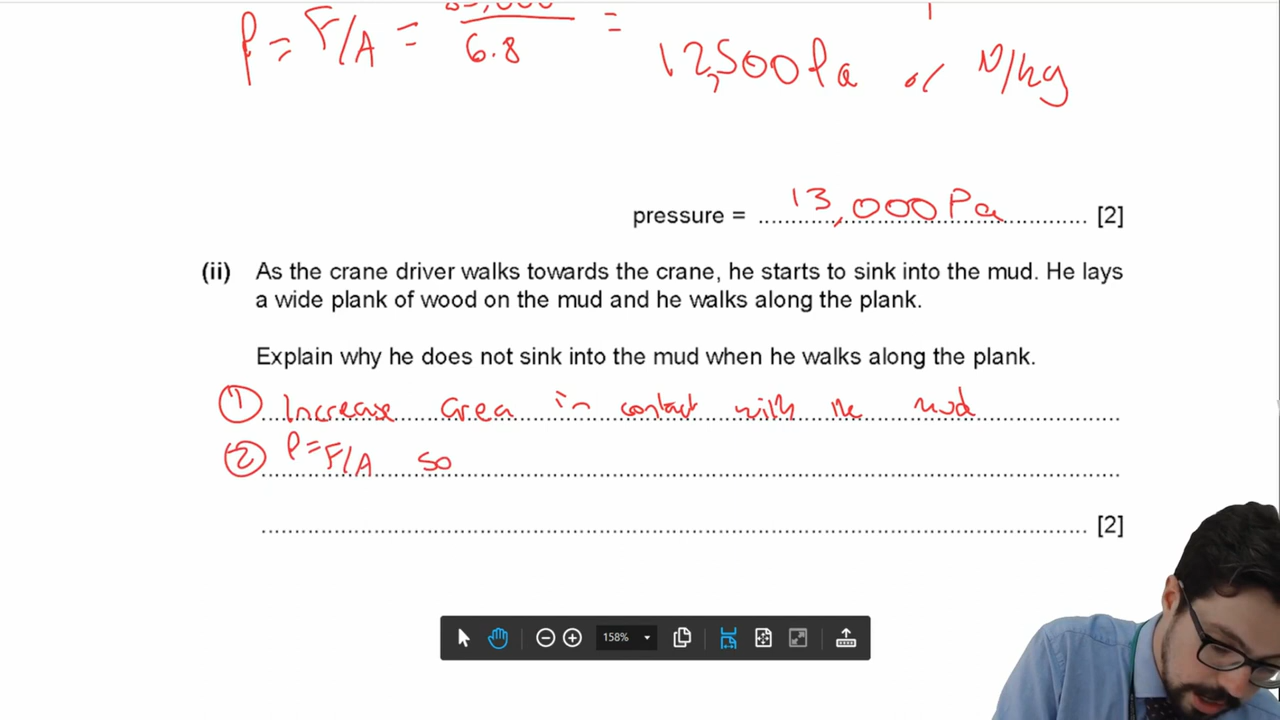 P = F/A = 85,000 / 6.8 = 12,500 Pa or N/kg
pressure = 13,000 Pa [2]
(ii) As the crane driver walks towards the crane, he starts to sink into the mud. He lays
a wide plank of wood on the mud and he walks along the plank.
Explain why he does not sink into the mud when he walks along the plank.
① Increase area in contact with the mud
② P=F/A so
[2]
158%